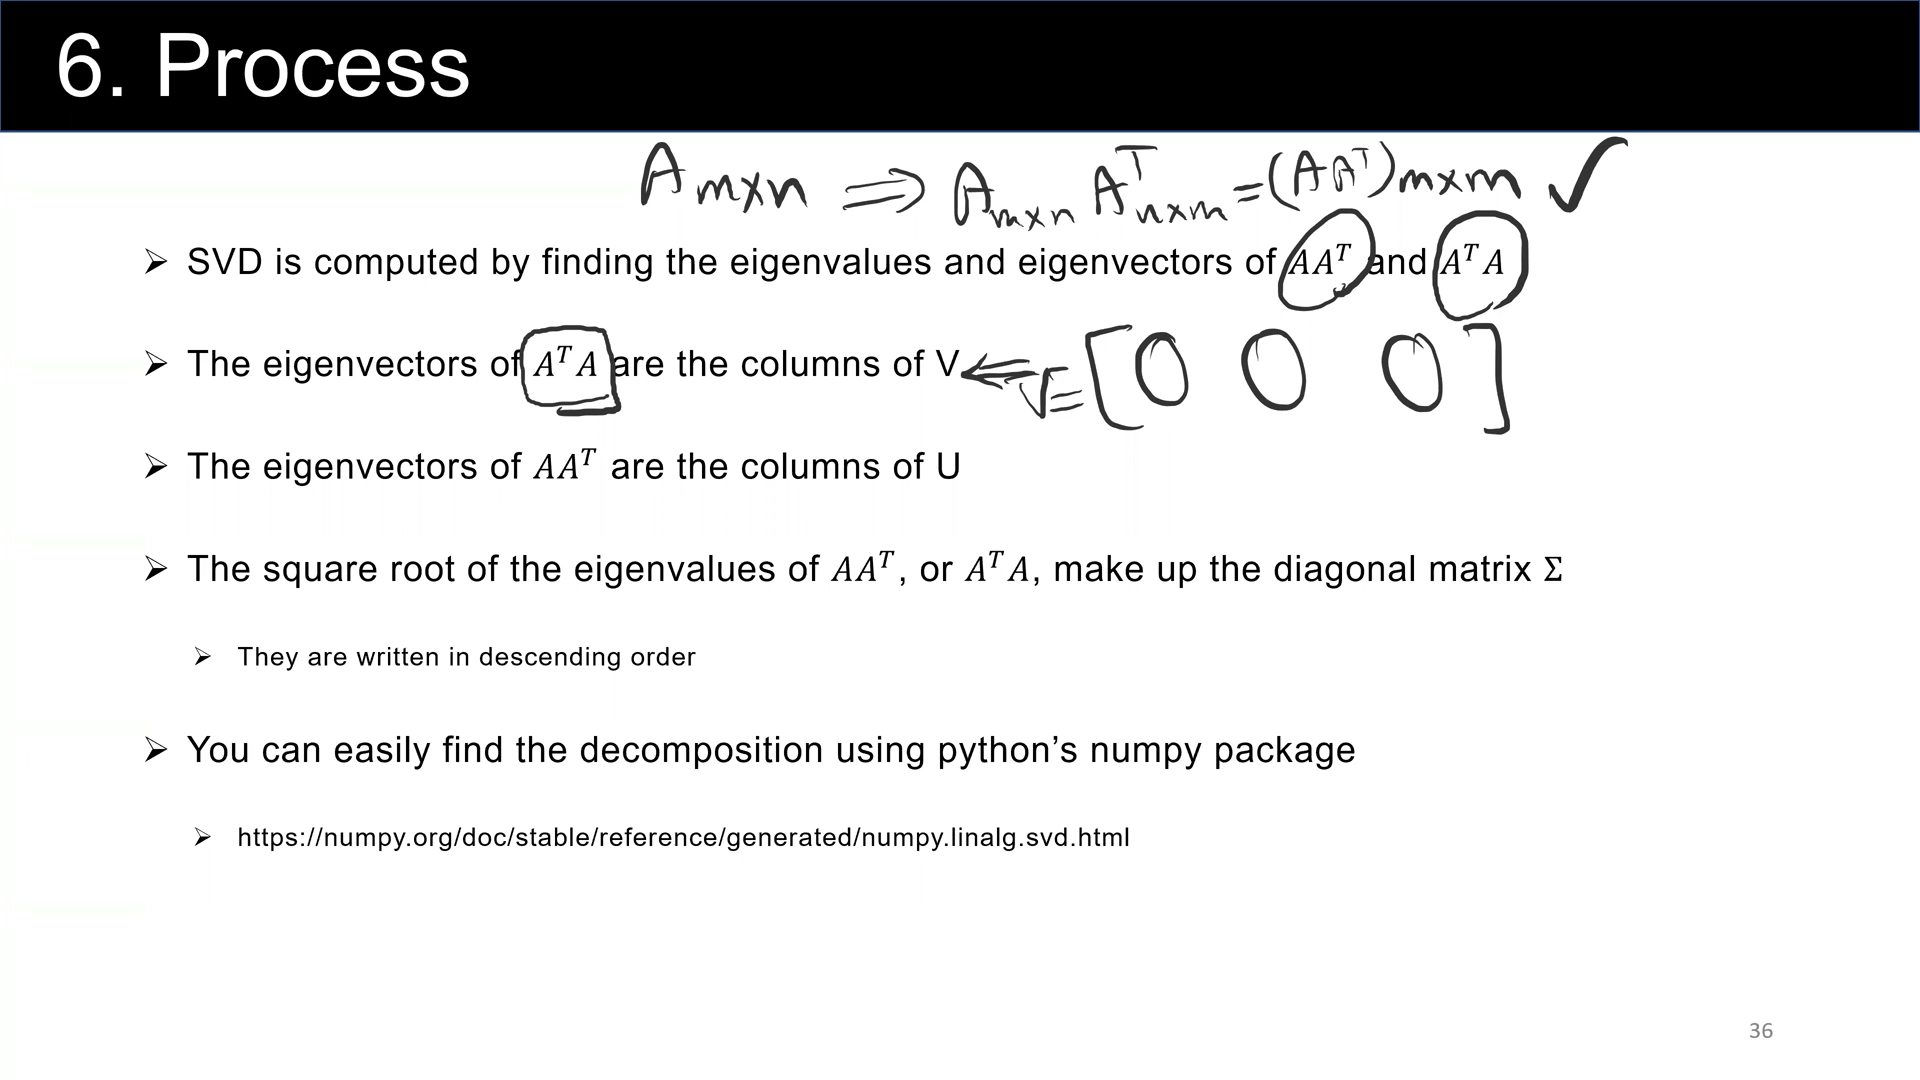 6. Process
A m×n ⇒ A m×n A^T n×m = (AA^T) m×m ✓
➢ SVD is computed by finding the eigenvalues and eigenvectors of AA^T and A^T A
➢ The eigenvectors of A^T A are the columns of V ⇐ V = [0 0 0]
➢ The eigenvectors of AA^T are the columns of U
➢ The square root of the eigenvalues of AA^T, or A^T A, make up the diagonal matrix Σ
➢ They are written in descending order
➢ You can easily find the decomposition using python’s numpy package
➢ https://numpy.org/doc/stable/reference/generated/numpy.linalg.svd.html
36